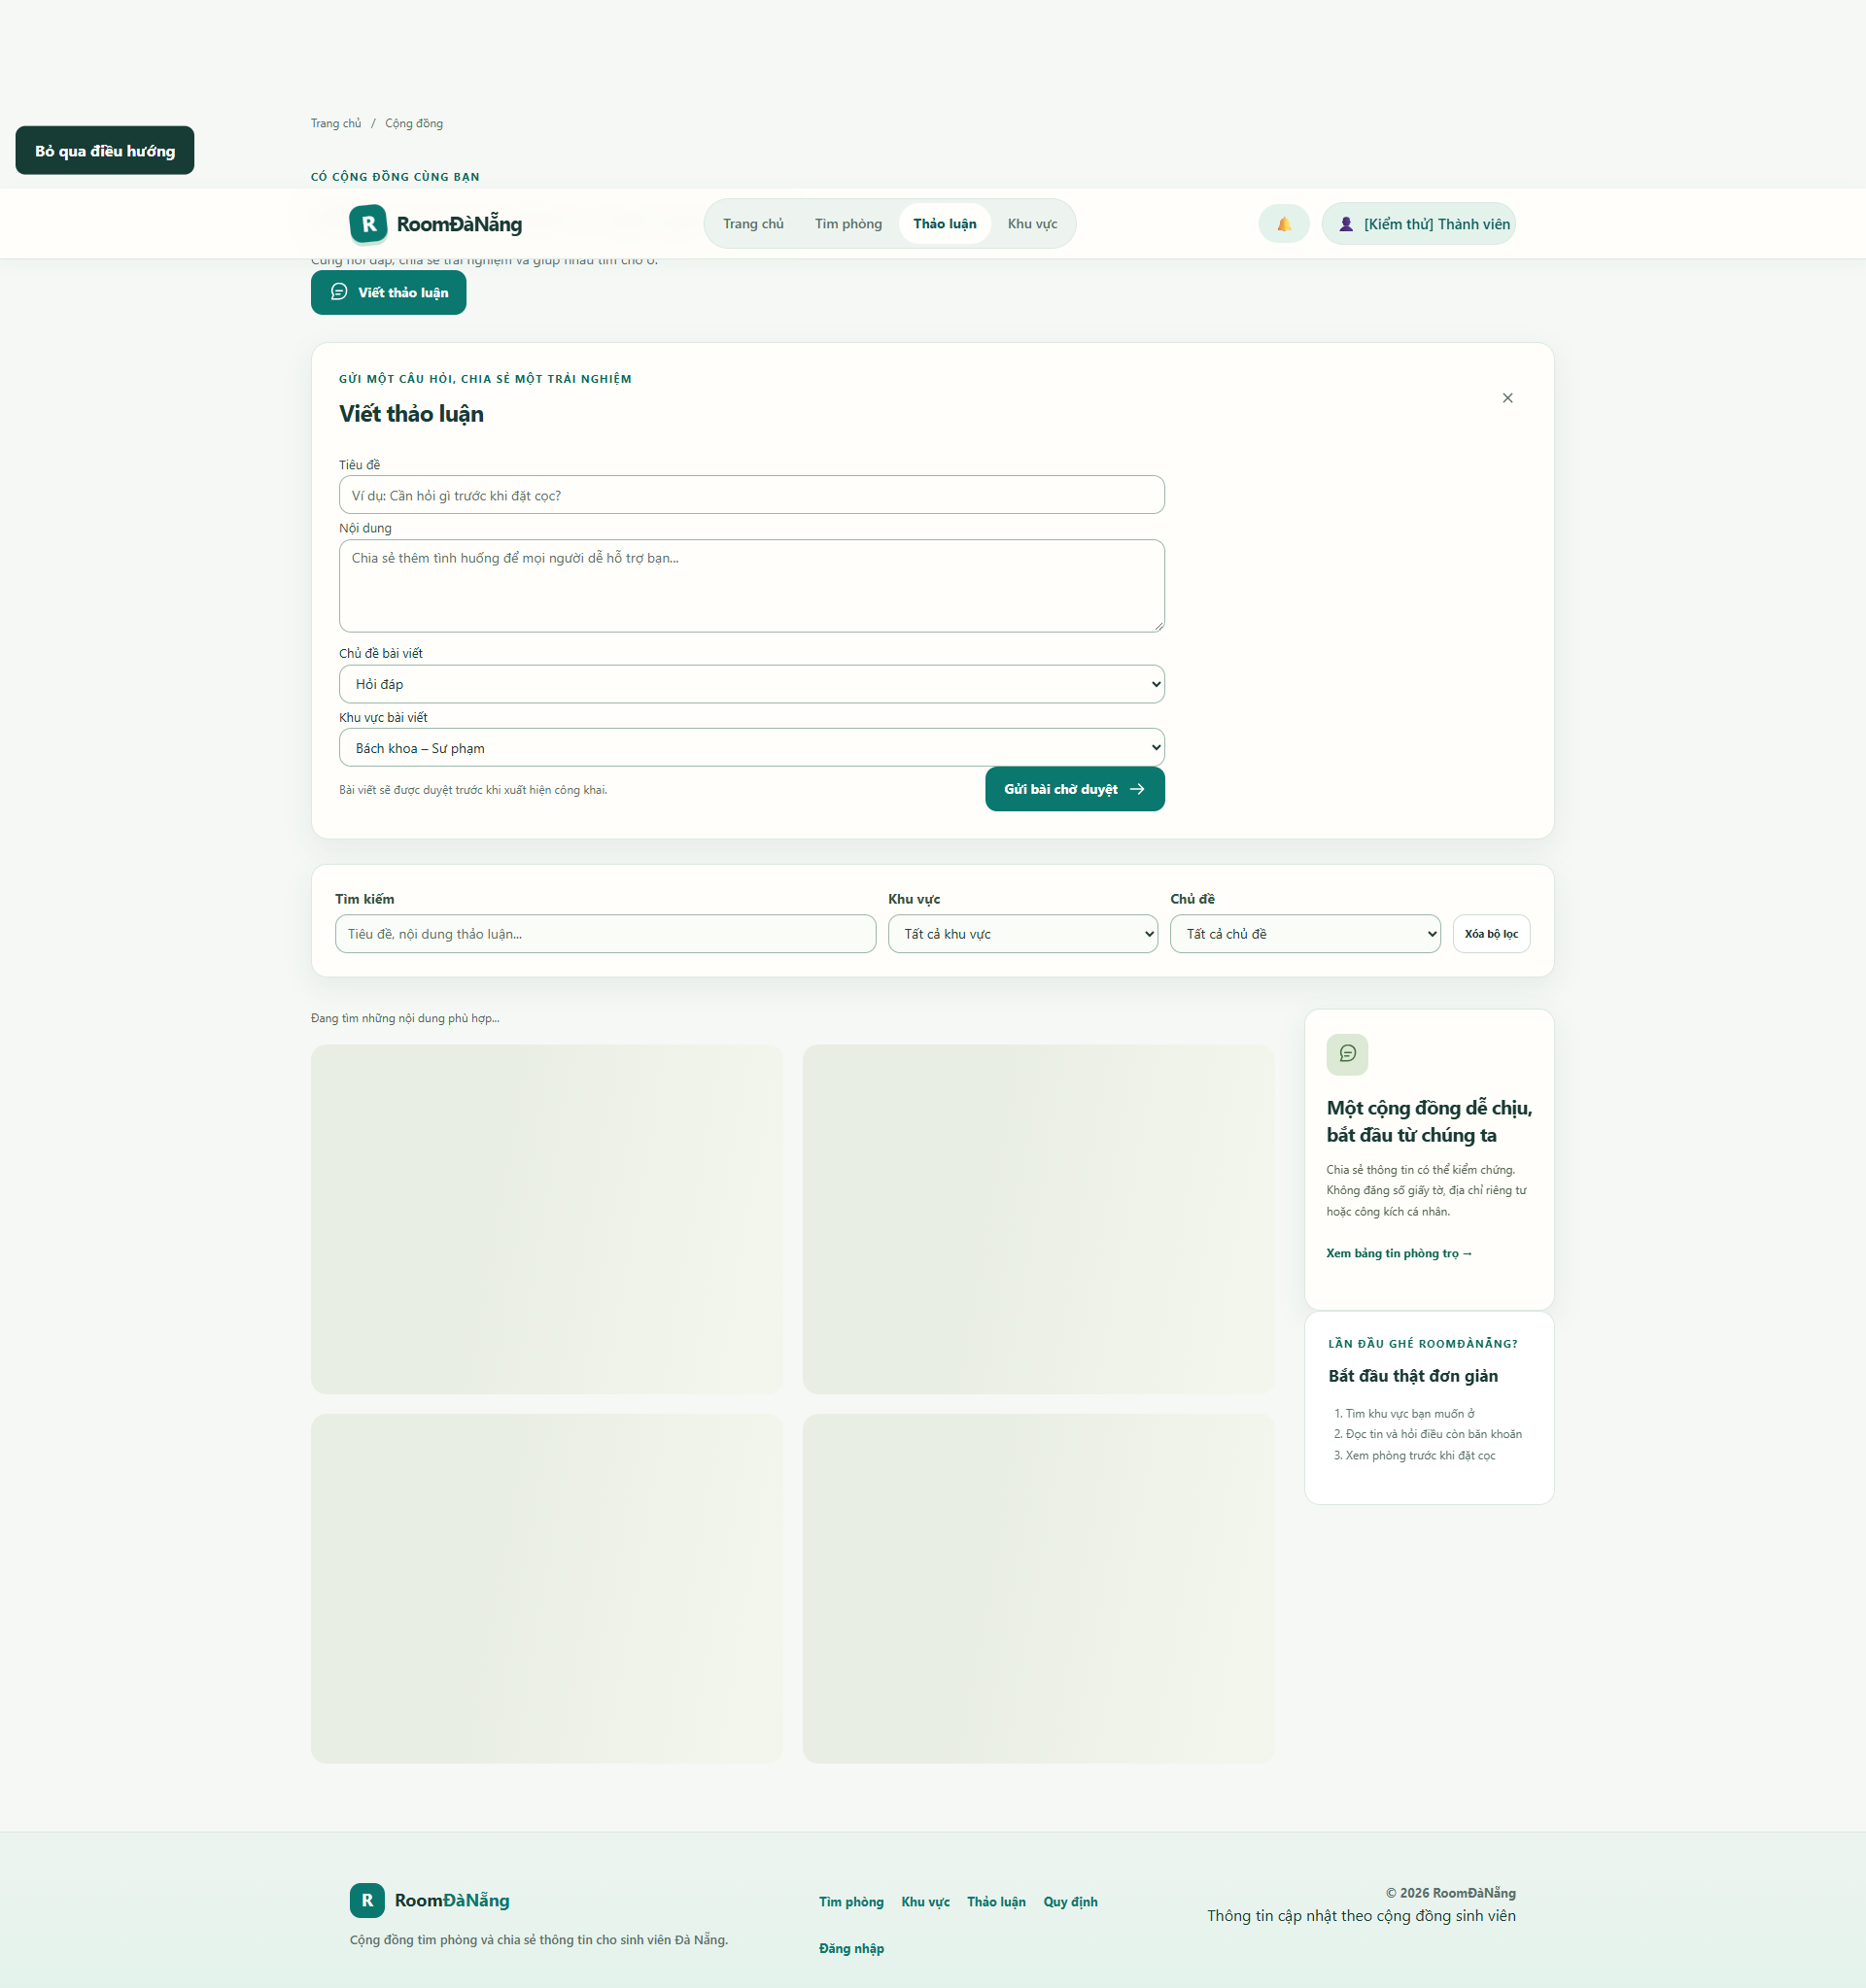 Trang chủ / Cộng đồng
Bỏ qua điều hướng
CÓ CỘNG ĐỒNG CÙNG BẠN
R RoomĐàNẵng
Trang chủ Tìm phòng Thảo luận Khu vực
[Kiểm thử] Thành viên
Cùng hỏi đáp, chia sẻ trải nghiệm và giúp nhau tìm chỗ ở.
Viết thảo luận
GỬI MỘT CÂU HỎI, CHIA SẺ MỘT TRẢI NGHIỆM
Viết thảo luận
Tiêu đề
Ví dụ: Cần hỏi gì trước khi đặt cọc?
Nội dung
Chia sẻ thêm tình huống để mọi người dễ hỗ trợ bạn...
Chủ đề bài viết
Hỏi đáp
Khu vực bài viết
Bách khoa – Sư phạm
Bài viết sẽ được duyệt trước khi xuất hiện công khai.
Gửi bài chờ duyệt →
Tìm kiếm
Tiêu đề, nội dung thảo luận...
Khu vực
Tất cả khu vực
Chủ đề
Tất cả chủ đề
Xóa bộ lọc
Đang tìm những nội dung phù hợp...
Một cộng đồng dễ chịu,
bắt đầu từ chúng ta
Chia sẻ thông tin có thể kiểm chứng.
Không đăng số giấy tờ, địa chỉ riêng tư
hoặc công kích cá nhân.
Xem bảng tin phòng trọ →
LẦN ĐẦU GHÉ ROOMĐÀNẴNG?
Bắt đầu thật đơn giản
1. Tìm khu vực bạn muốn ở
2. Đọc tin và hỏi điều còn băn khoăn
3. Xem phòng trước khi đặt cọc
R RoomĐàNẵng
Cộng đồng tìm phòng và chia sẻ thông tin cho sinh viên Đà Nẵng.
Tìm phòng Khu vực Thảo luận Quy định
Đăng nhập
© 2026 RoomĐàNẵng
Thông tin cập nhật theo cộng đồng sinh viên